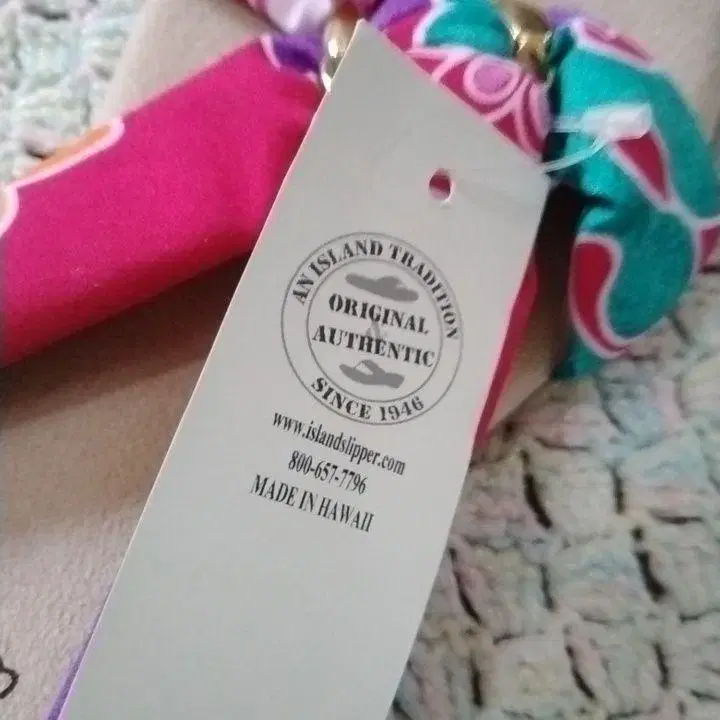 AN ISLAND TRADITION
ORIGINAL
&
AUTHENTIC
SINCE 1946
www.islandslipper.com
800-657-7796
MADE IN HAWAII